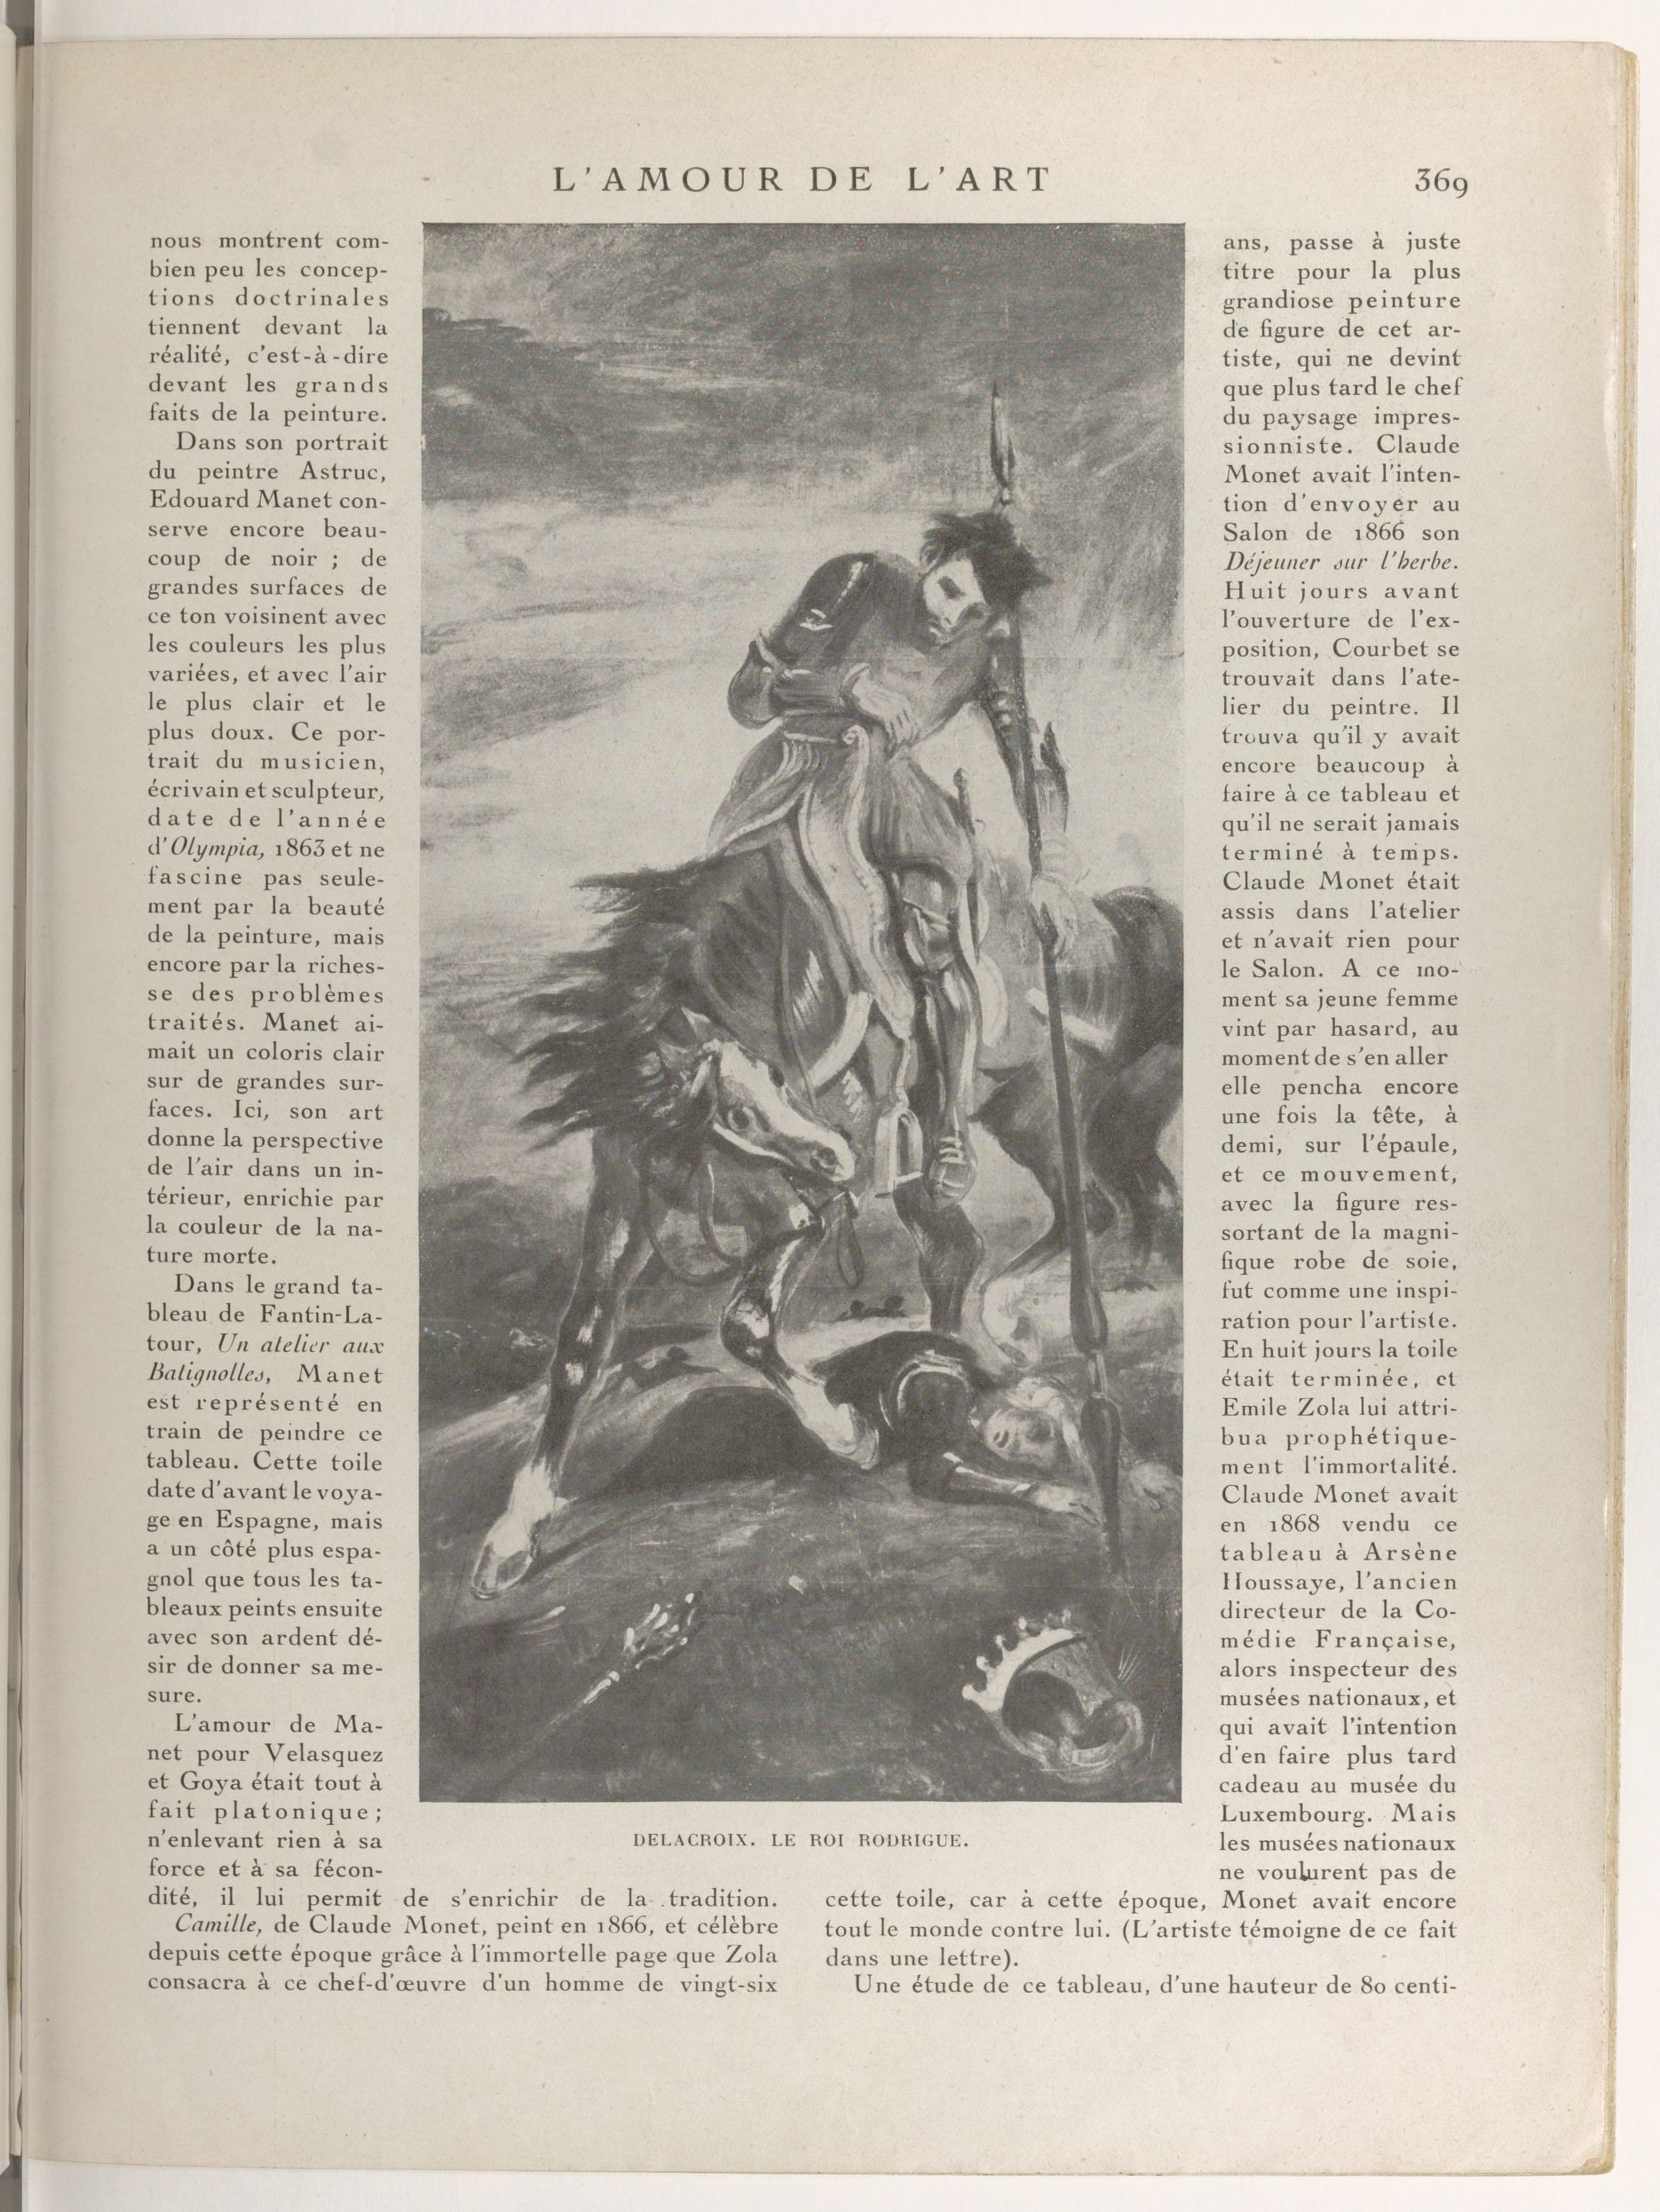 L'AMOUR DE L'ART
369
nous montrent com-
bien peu les concep-
tions doctrinales
tiennent devant la
réalité, c'est-à-dire
devant les grands
faits de la peinture.
Dans son portrait
du peintre Astruc,
Edouard Manet con-
serve encore beau-
coup de noir ; de
grandes surfaces de
ce ton voisinent avec
les couleurs les plus
variées, et avec l'air
le plus clair et le
plus doux. Ce por-
trait du musicien,
écrivain et sculpteur,
date de l'année
d'Olympia, 1863 et ne
fascine pas seule-
ment par la beauté
de la peinture, mais
encore par la riches-
se des problèmes
traités. Manet ai-
mait un coloris clair
sur de grandes sur-
faces. Ici, son art
donne la perspective
de l'air dans un in-
térieur, enrichie par
la couleur de la na-
ture morte.
Dans le grand ta-
bleau de Fantin-La-
tour, Un atelier aux
Batignolles, Manet
est représenté en
train de peindre ce
tableau. Cette toile
date d'avant le voya-
ge en Espagne, mais
a un côté plus espa-
gnol que tous les ta-
bleaux peints ensuite
avec son ardent dé-
sir de donner sa me-
sure.
L'amour de Ma-
net pour Velasquez
et Goya était tout à
fait platonique ;
n'enlevant rien à sa
force et à sa fécon-
dité, il lui permit de s'enrichir de la tradition.
Camille, de Claude Monet, peint en 1866, et célèbre
depuis cette époque grâce à l'immortelle page que Zola
consacra à ce chef-d'œuvre d'un homme de vingt-six
DELACROIX. LE ROI RODRIGUE.
ans, passe à juste
titre pour la plus
grandiose peinture
de figure de cet ar-
tiste, qui ne devint
que plus tard le chef
du paysage impres-
sionniste. Claude
Monet avait l'inten-
tion d'envoyer au
Salon de 1866 son
Déjeuner sur l'herbe.
Huit jours avant
l'ouverture de l'ex-
position, Courbet se
trouvait dans l'ate-
lier du peintre. Il
trouva qu'il y avait
encore beaucoup à
faire à ce tableau et
qu'il ne serait jamais
terminé à temps.
Claude Monet était
assis dans l'atelier
et n'avait rien pour
le Salon. A ce mo-
ment sa jeune femme
vint par hasard, au
moment de s'en aller
elle pencha encore
une fois la tête, à
demi, sur l'épaule,
et ce mouvement,
avec la figure res-
sortant de la magni-
fique robe de soie,
fut comme une inspi-
ration pour l'artiste.
En huit jours la toile
était terminée, et
Emile Zola lui attri-
bua prophétique-
ment l'immortalité.
Claude Monet avait
en 1868 vendu ce
tableau à Arsène
Houssaye, l'ancien
directeur de la Co-
médie Française,
alors inspecteur des
musées nationaux, et
qui avait l'intention
d'en faire plus tard
cadeau au musée du
Luxembourg. Mais
les musées nationaux
ne voulurent pas de
cette toile, car à cette époque, Monet avait encore
tout le monde contre lui. (L'artiste témoigne de ce fait
dans une lettre).
Une étude de ce tableau, d'une hauteur de 80 centi-